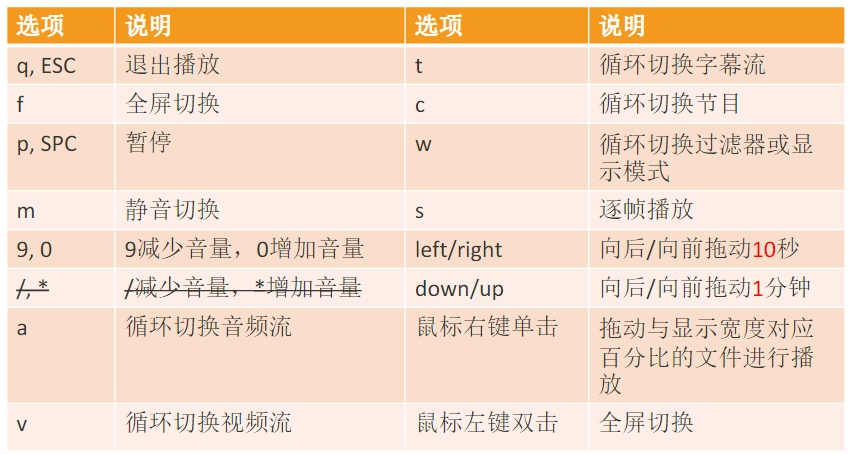 选项 说明 选项 说明
q, ESC 退出播放 t 循环切换字幕流
f 全屏切换 c 循环切换节目
p, SPC 暂停 w 循环切换过滤器或显
示模式
m 静音切换 s 逐帧播放
9, 0 9减少音量，0增加音量 left/right 向后/向前拖动10秒
/, * /减少音量，*增加音量 down/up 向后/向前拖动1分钟
a 循环切换音频流 鼠标右键单击 拖动与显示宽度对应
百分比的文件进行播
放
v 循环切换视频流 鼠标左键双击 全屏切换